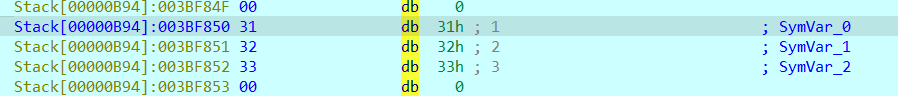 Stack[00000B94]:003BF84F 00 db 0
Stack[00000B94]:003BF850 31 db 31h ; 1 ; SymVar_0
Stack[00000B94]:003BF851 32 db 32h ; 2 ; SymVar_1
Stack[00000B94]:003BF852 33 db 33h ; 3 ; SymVar_2
Stack[00000B94]:003BF853 00 db 0